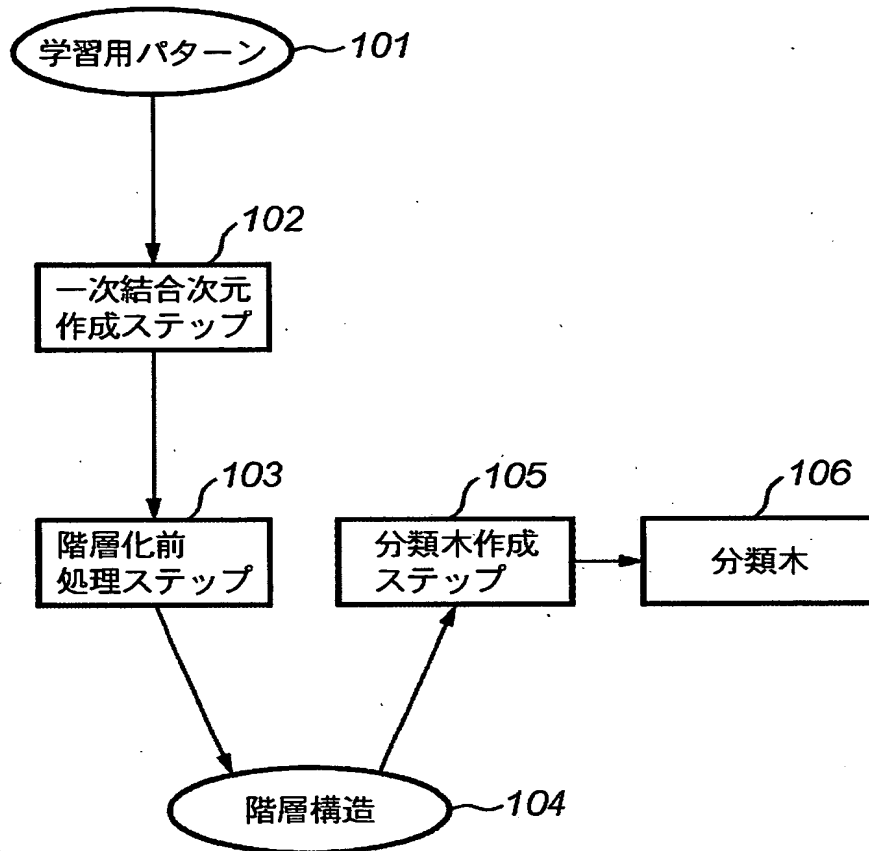 学習用パターン
101
102
一次結合次元
作成ステップ
103
階層化前
処理ステップ
105
分類木作成
ステップ
106
分類木
階層構造
104